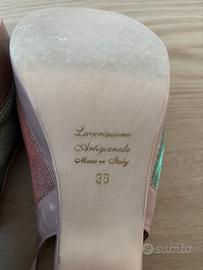 Lavorazione
Artigianale
Made in Italy
38
subito